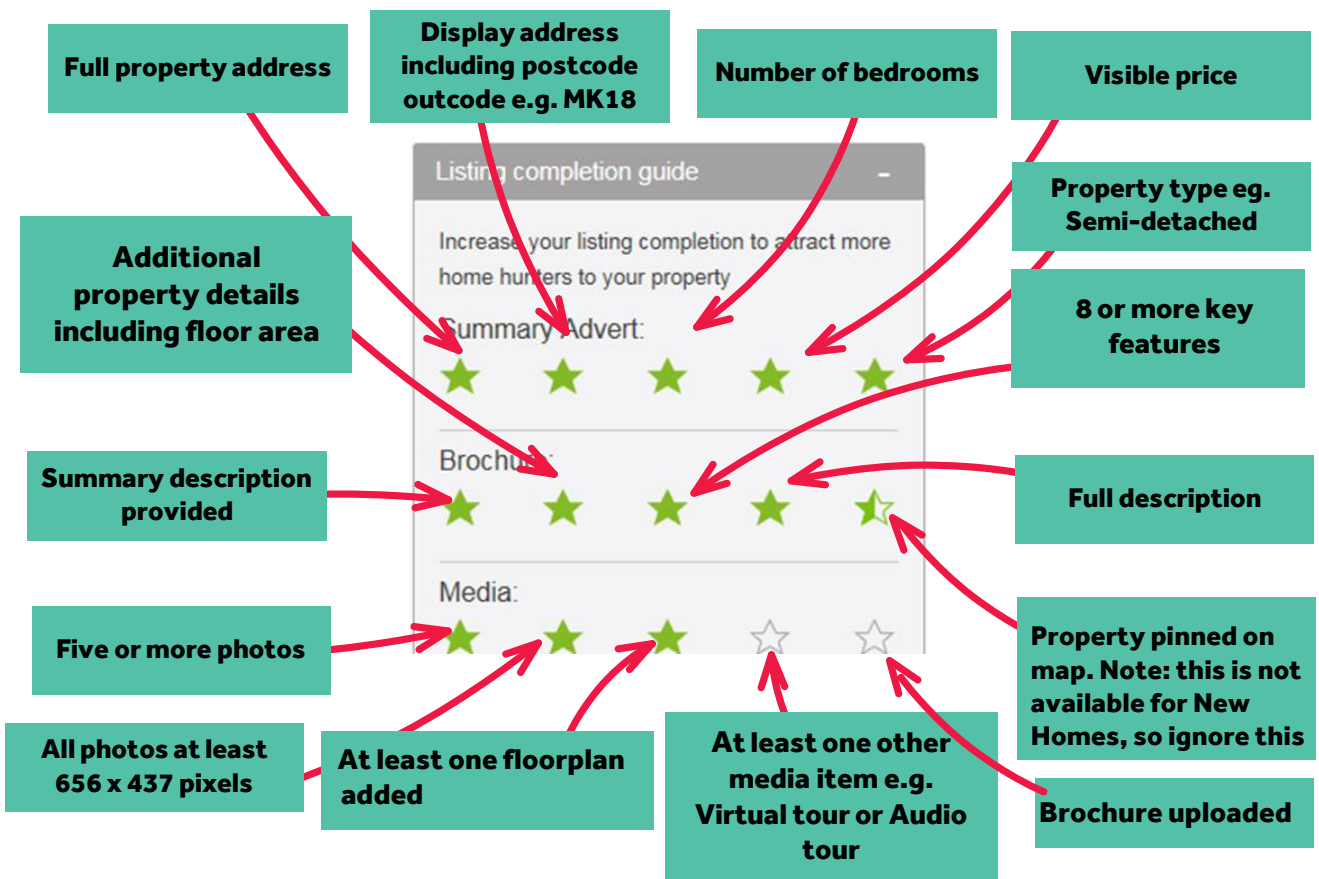 Full property address
Display address
including postcode
outcode e.g. MK18
Number of bedrooms
Visible price
Listing completion guide
Property type eg.
Semi-detached
Increase your listing completion to attract more
home hunters to your property
Additional
property details
including floor area
8 or more key
features
Summary Advert:
Brochure:
Summary description
provided
Full description
Media:
Five or more photos
Property pinned on
map. Note: this is not
available for New
Homes, so ignore this
All photos at least
656 x 437 pixels
At least one floorplan
added
At least one other
media item e.g.
Virtual tour or Audio
tour
Brochure uploaded